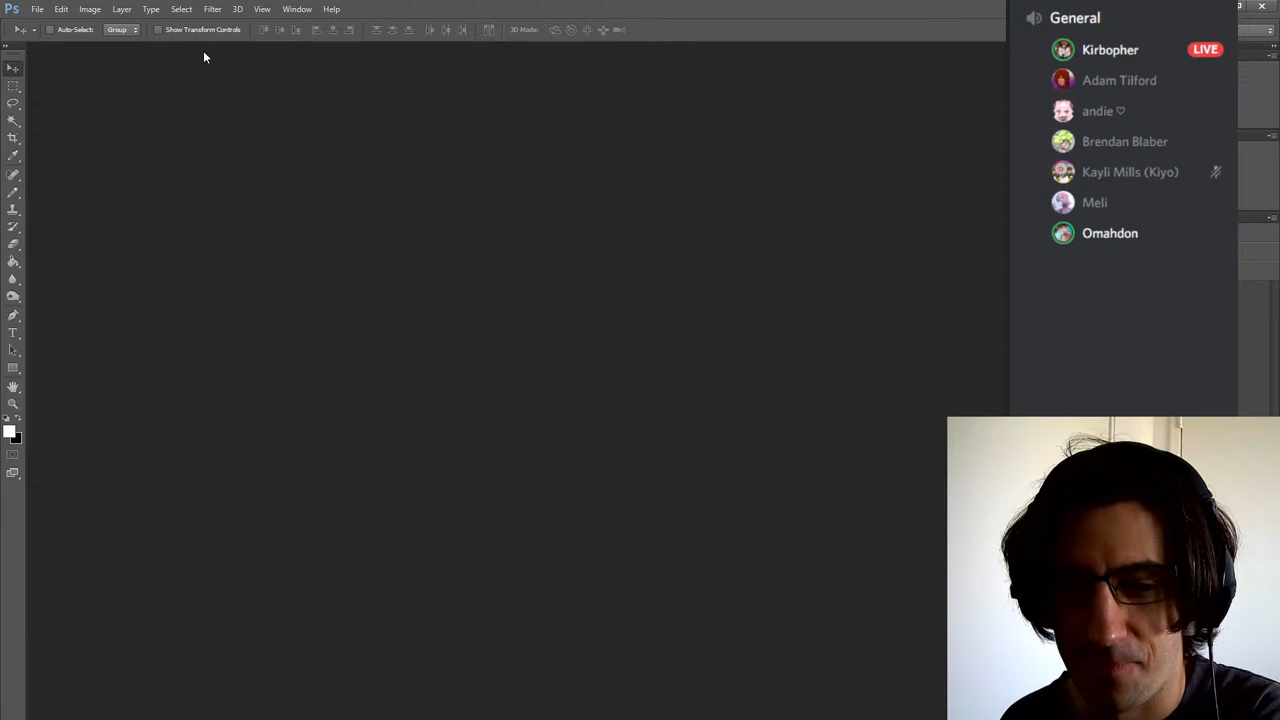 Ps File Edit Image Layer Type Select Filter 3D View Window Help
Auto-Select: Group Show Transform Controls 3D Mode:
General
Kirbopher LIVE
Adam Tilford
andie ♡
Brendan Blaber
Kayli Mills (Kiyo)
Meli
Omahdon
T